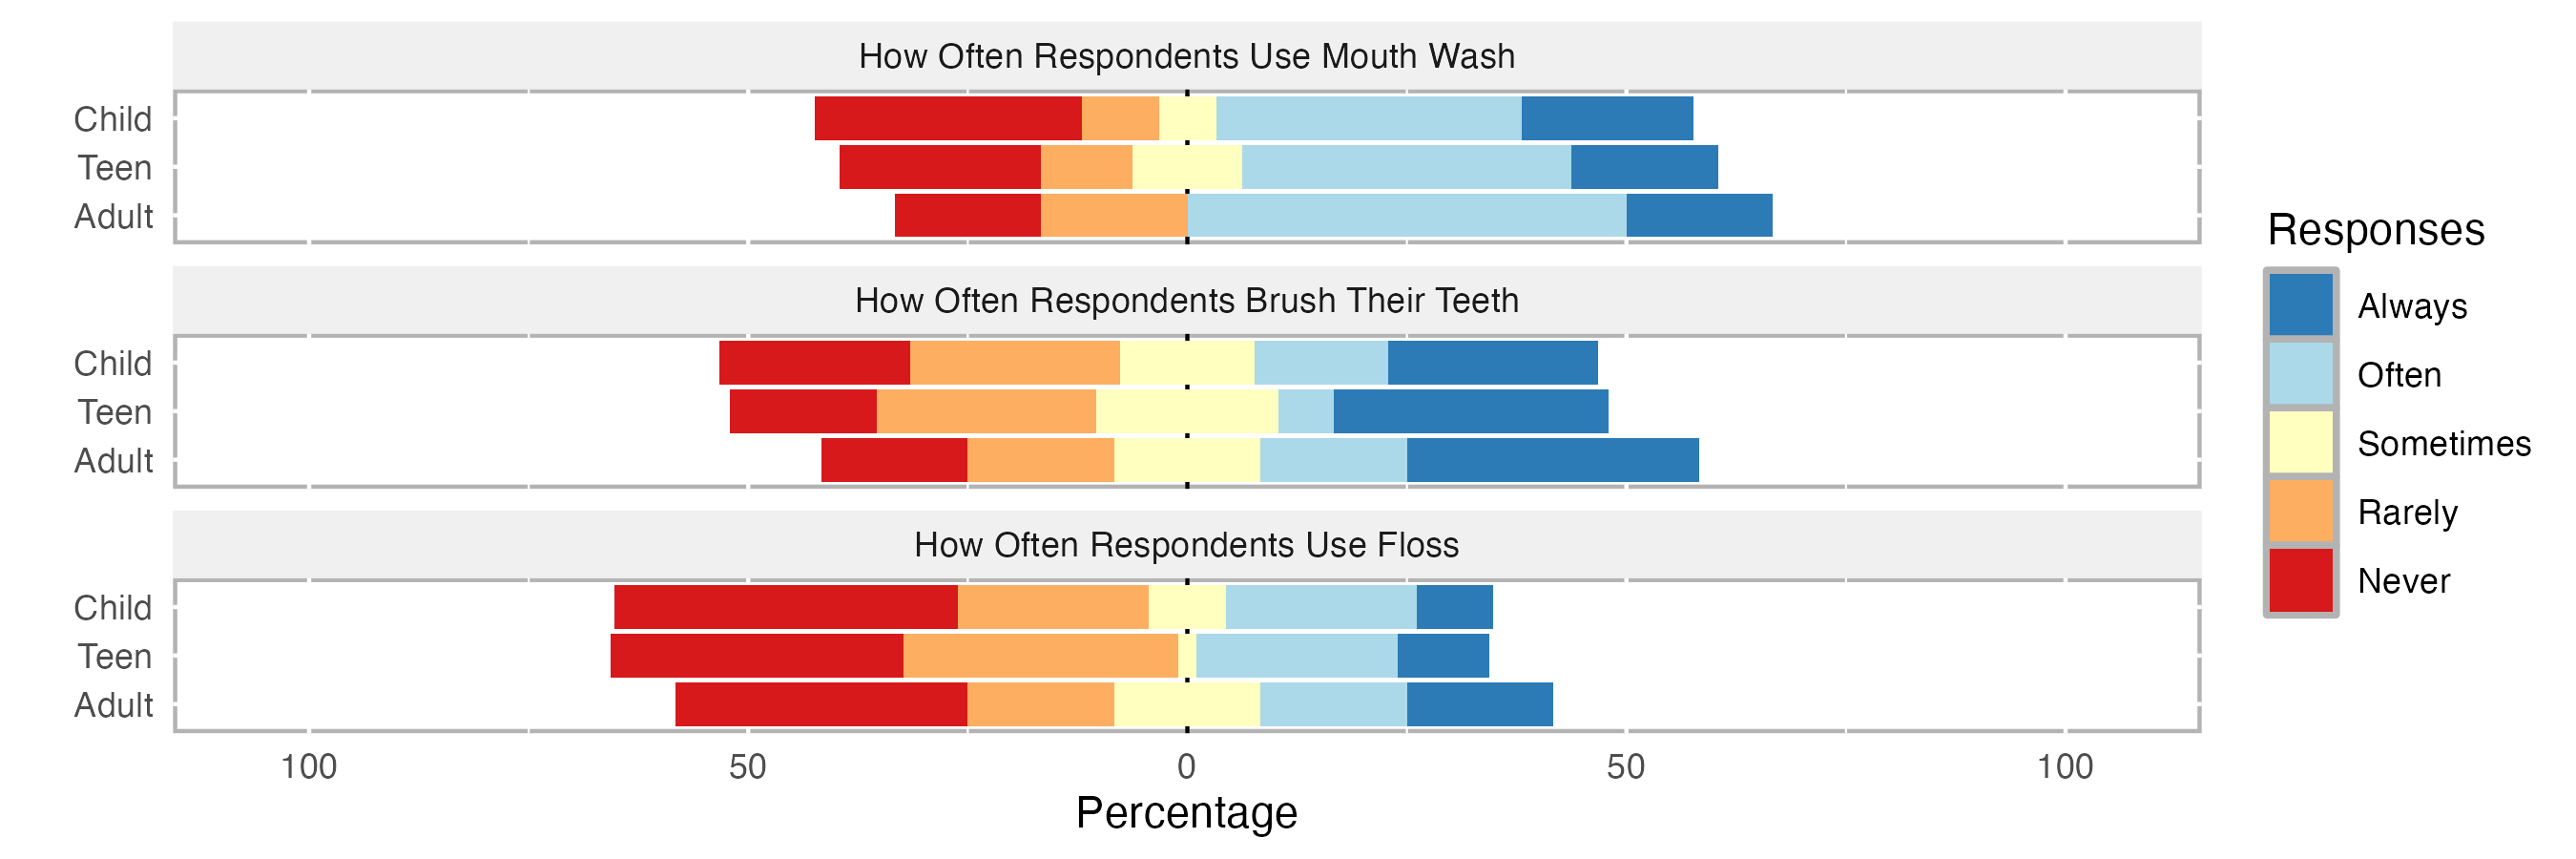 How Often Respondents Use Mouth Wash
Child
Teen
Adult
How Often Respondents Brush Their Teeth
Child
Teen
Adult
How Often Respondents Use Floss
Child
Teen
Adult
100 50 0 50 100
Percentage
Responses
Always
Often
Sometimes
Rarely
Never